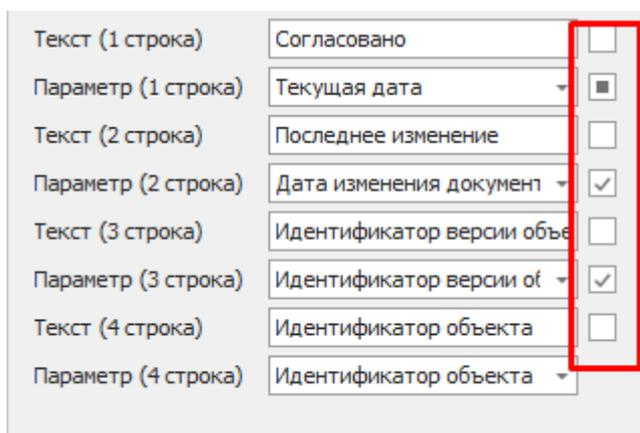 Текст (1 строка) Согласовано
Параметр (1 строка) Текущая дата
Текст (2 строка) Последнее изменение
Параметр (2 строка) Дата изменения документ
Текст (3 строка) Идентификатор версии объе
Параметр (3 строка) Идентификатор версии об
Текст (4 строка) Идентификатор объекта
Параметр (4 строка) Идентификатор объекта